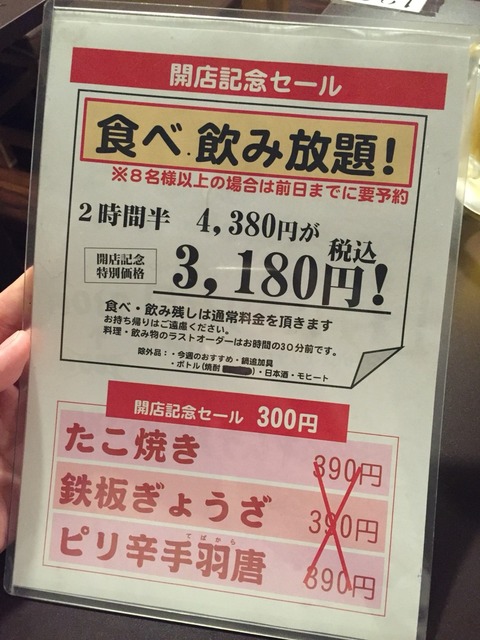 開店記念セール
食べ・飲み放題!
※8名様以上の場合は前日までに要予約
2時間半 4,380円が
開店記念
特別価格
税込
3,180円!
食べ・飲み残しは通常料金を頂きます
お持ち帰りはご遠慮ください。
料理・飲み物のラストオーダーはお時間の30分前です。
除外品:・今週のおすすめ・鍋追加具
・ボトル(焼酎 )・日本酒・モヒート
開店記念セール 300円
たこ焼き 390円
鉄板ぎょうざ 390円
てばから
ピリ辛手羽唐 390円